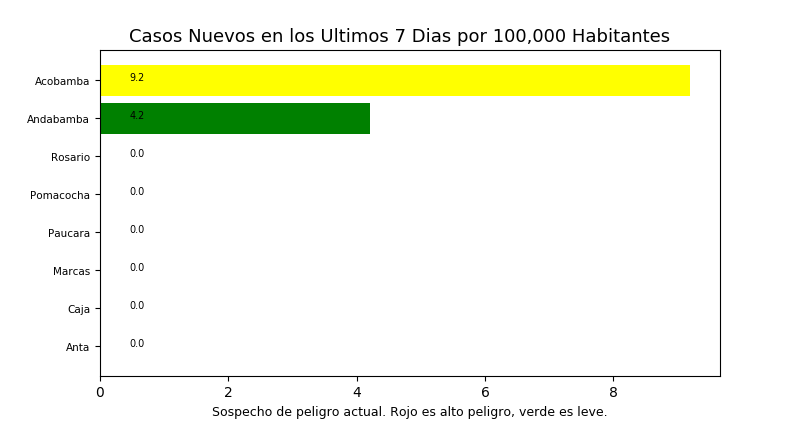 Casos Nuevos en los Ultimos 7 Dias por 100,000 Habitantes
Acobamba 9.2
Andabamba 4.2
Rosario 0.0
Pomacocha 0.0
Paucara 0.0
Marcas 0.0
Caja 0.0
Anta 0.0
0 2 4 6 8
Sospecho de peligro actual. Rojo es alto peligro, verde es leve.